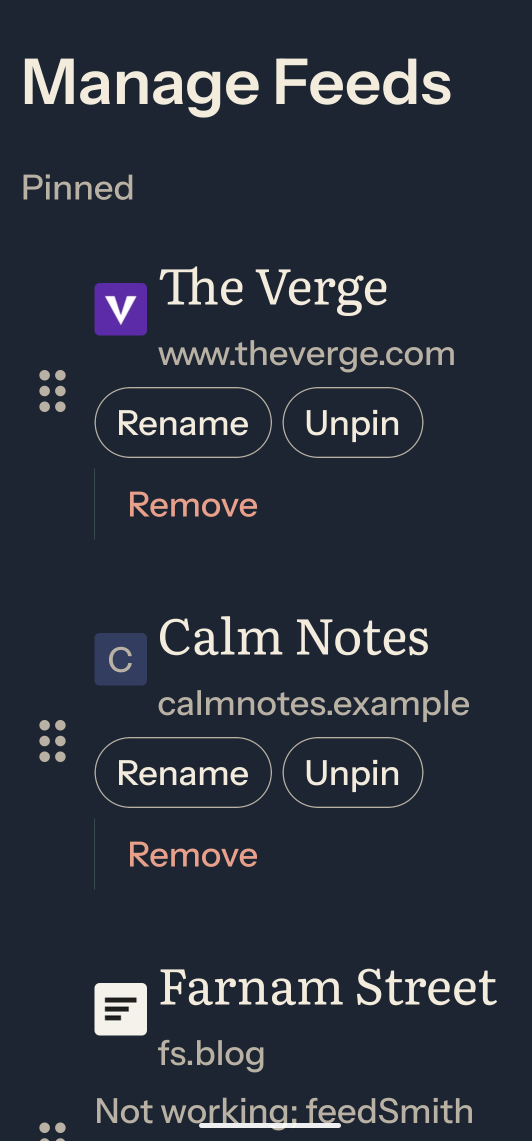 Manage Feeds
Pinned
V
The Verge
www.theverge.com
Rename Unpin
Remove
C
Calm Notes
calmnotes.example
Rename Unpin
Remove
Farnam Street
fs.blog
Not working: feedSmith